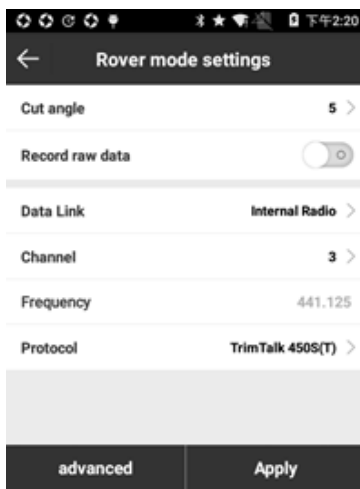 下午2:20
Rover mode settings
Cut angle 5
Record raw data
Data Link Internal Radio
Channel 3
Frequency 441.125
Protocol TrimTalk 450S(T)
advanced Apply